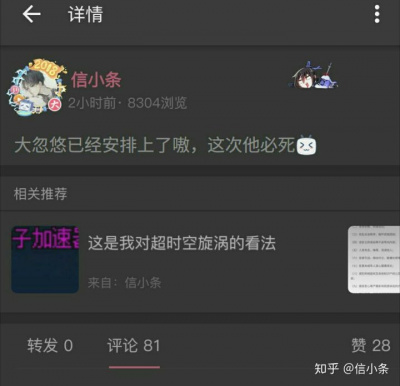 详情
信小条
2小时前· 8304浏览
大忽悠已经安排上了嗷，这次他必死
相关推荐
子加速器
这是我对超时空旋涡的看法
来自：信小条
转发 0
评论 81
赞 28
知乎 @信小条